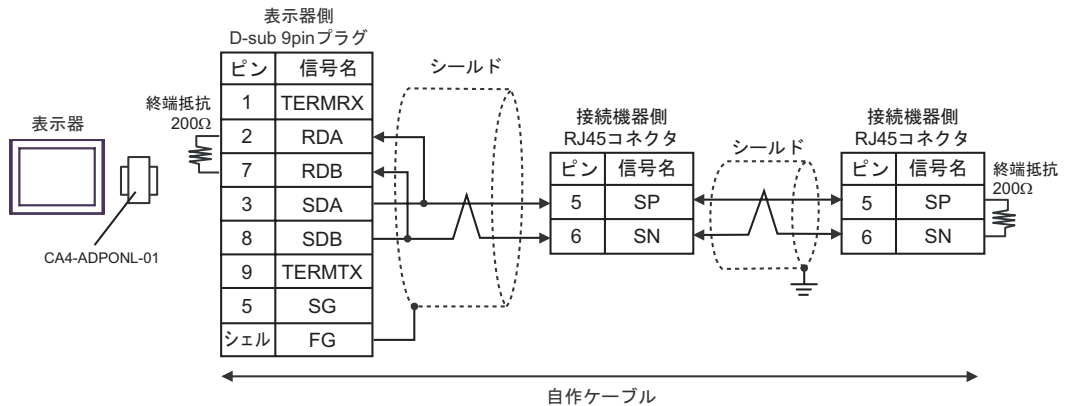 表示器側
D-sub 9pinプラグ
ピン 信号名
1 TERMRX
2 RDA
7 RDB
3 SDA
8 SDB
9 TERMTX
5 SG
シェル FG
終端抵抗
200Ω
表示器
CA4-ADPONL-01
シールド
接続機器側
RJ45コネクタ
ピン 信号名
5 SP
6 SN
シールド
接続機器側
RJ45コネクタ
ピン 信号名
5 SP
6 SN
終端抵抗
200Ω
自作ケーブル